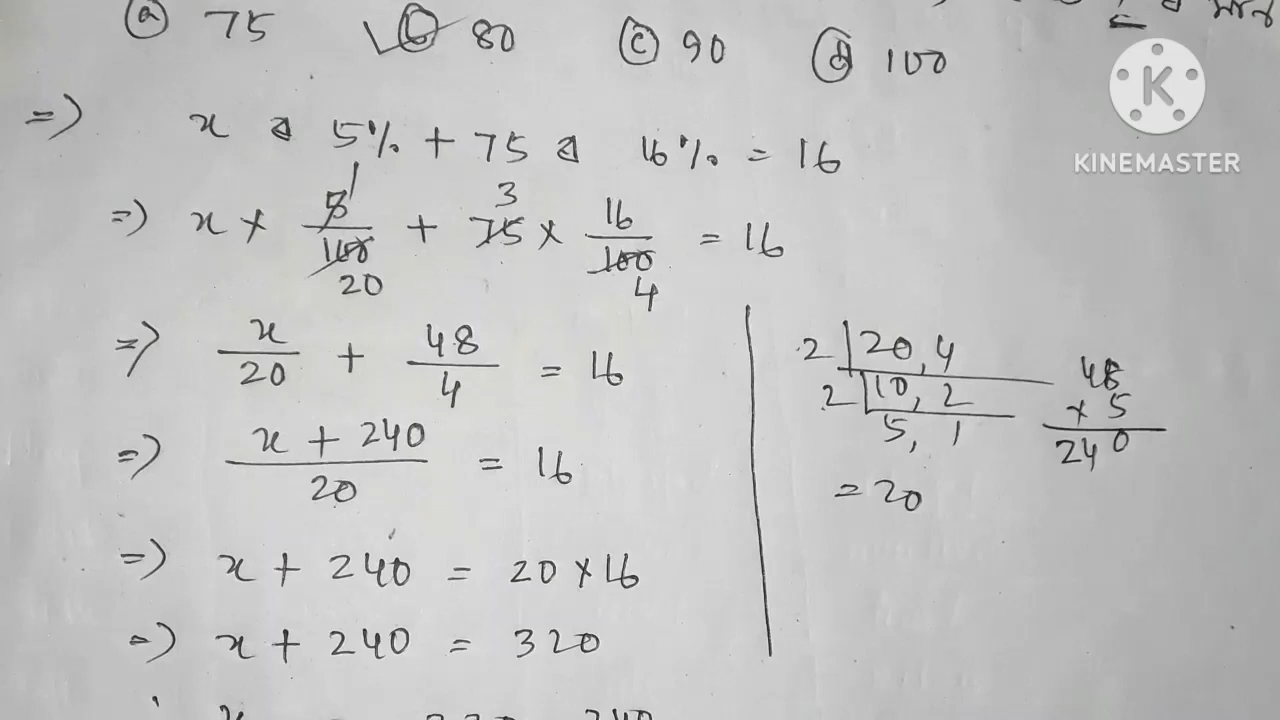 ⓐ 75 ⓑ 80 ⓒ 90 ⓓ 100
K
KINEMASTER
=) x 5% + 75 16% = 16
=) x × 5/100 + 75 × 16/100 = 16
1 20 3 4
=) x/20 + 48/4 = 16
=) x + 240/20 = 16
=) x + 240 = 20 × 16
=) x + 240 = 320
2 | 20, 4
2 | 10, 2
5, 1
= 20
48
× 5
240